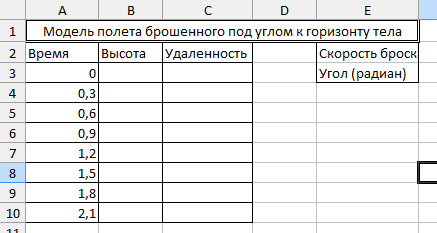 A B C D E
1 Модель полета брошенного под углом к горизонту тела
2 Время Высота Удаленность Скорость броск
3 0 Угол (радиан)
4 0,3
5 0,6
6 0,9
7 1,2
8 1,5
9 1,8
10 2,1